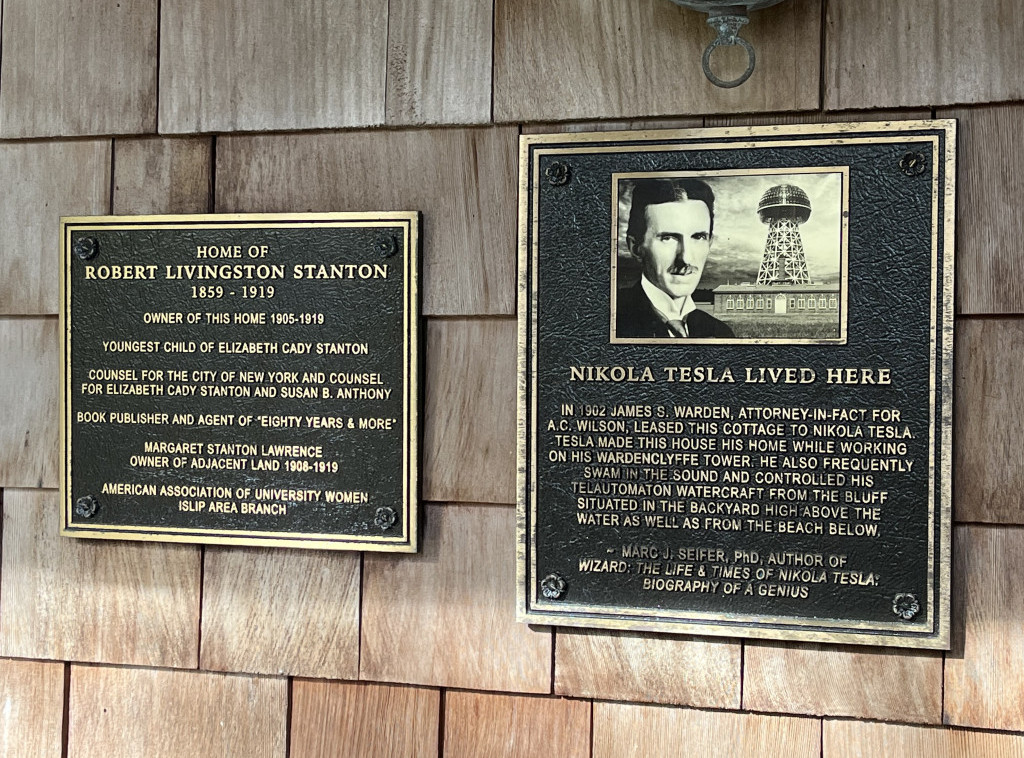 HOME OF
ROBERT LIVINGSTON STANTON
1859 - 1919
OWNER OF THIS HOME 1905-1919
YOUNGEST CHILD OF ELIZABETH CADY STANTON
COUNSEL FOR THE CITY OF NEW YORK AND COUNSEL
FOR ELIZABETH CADY STANTON AND SUSAN B. ANTHONY
BOOK PUBLISHER AND AGENT OF "EIGHTY YEARS & MORE"
MARGARET STANTON LAWRENCE
OWNER OF ADJACENT LAND 1908-1919
AMERICAN ASSOCIATION OF UNIVERSITY WOMEN
ISLIP AREA BRANCH
NIKOLA TESLA LIVED HERE
IN 1902 JAMES S. WARDEN, ATTORNEY-IN-FACT FOR
A.C. WILSON, LEASED THIS COTTAGE TO NIKOLA TESLA.
TESLA MADE THIS HOUSE HIS HOME WHILE WORKING
ON HIS WARDENCLYFFE TOWER. HE ALSO FREQUENTLY
SWAM IN THE SOUND AND CONTROLLED HIS
TELAUTOMATON WATERCRAFT FROM THE BLUFF
SITUATED IN THE BACKYARD HIGH ABOVE THE
WATER AS WELL AS FROM THE BEACH BELOW.
~ MARC J. SEIFER, PhD, AUTHOR OF
WIZARD: THE LIFE & TIMES OF NIKOLA TESLA:
BIOGRAPHY OF A GENIUS